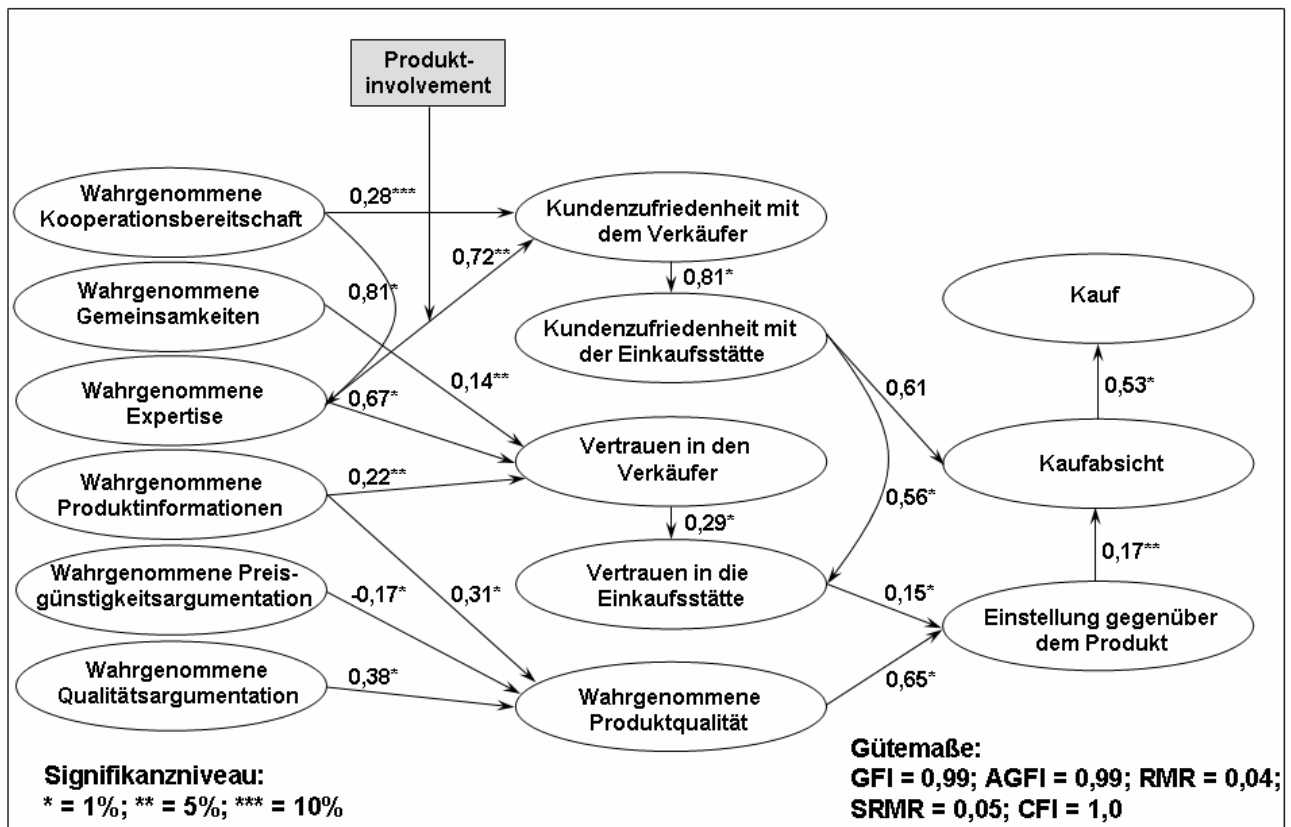 Produkt-
involvement
Wahrgenommene
Kooperationsbereitschaft
0,28***
Kundenzufriedenheit mit
dem Verkäufer
0,72**
0,81*
Wahrgenommene
Gemeinsamkeiten
0,81*
Kundenzufriedenheit mit
der Einkaufsstätte
Kauf
Wahrgenommene
Expertise
0,14**
0,67*
0,61
0,53*
Wahrgenommene
Produktinformationen
0,22**
Vertrauen in den
Verkäufer
Kaufabsicht
0,56*
0,29*
0,17**
Wahrgenommene Preis-
günstigkeitsargumentation
-0,17*
0,31*
Vertrauen in die
Einkaufsstätte
0,15*
Einstellung gegenüber
dem Produkt
Wahrgenommene
Qualitätsargumentation
0,38*
Wahrgenommene
Produktqualität
0,65*
Signifikanzniveau:
* = 1%; ** = 5%; *** = 10%
Gütemaße:
GFI = 0,99; AGFI = 0,99; RMR = 0,04;
SRMR = 0,05; CFI = 1,0